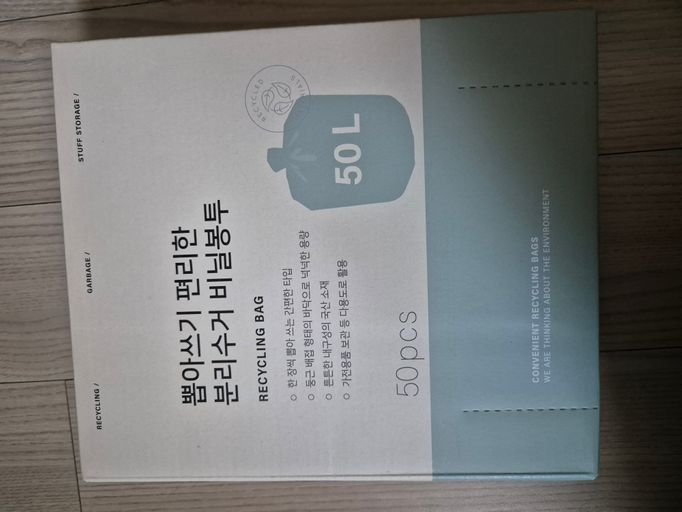 RECYCLING /
GARBAGE /
STUFF STORAGE /
뽑아쓰기 편리한
분리수거 비닐봉투
RECYCLING BAG
한 장씩 뽑아 쓰는 간편한 타입
둥근 배접 형태의 바닥으로 넉넉한 용량
튼튼한 내구성의 국산 소재
가전용품 보관 등 다용도로 활용
RECYCLED
50 L
50pcs
CONVENIENT RECYCLING BAGS
WE ARE THINKING ABOUT THE ENVIRONMENT